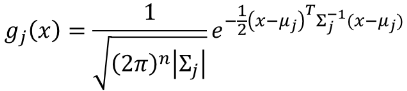 g_j(x) = \frac{1}{\sqrt{(2\pi)^n |\Sigma_j|}} e^{-\frac{1}{2}(x-\mu_j)^T \Sigma_j^{-1} (x-\mu_j)}